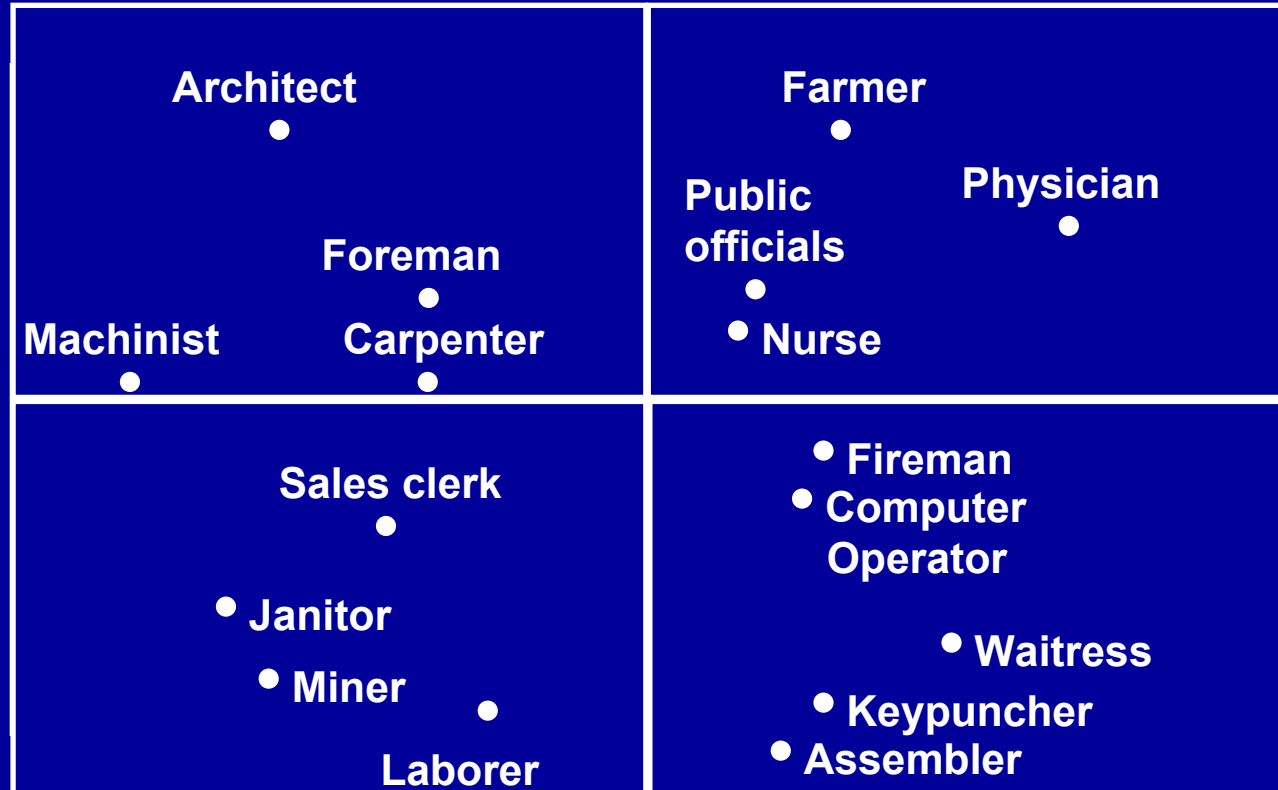 Architect
Farmer
Physician
Public
officials
Foreman
Machinist
Carpenter
Nurse
Fireman
Sales clerk
Computer
Operator
Janitor
Waitress
Miner
Keypuncher
Laborer
Assembler